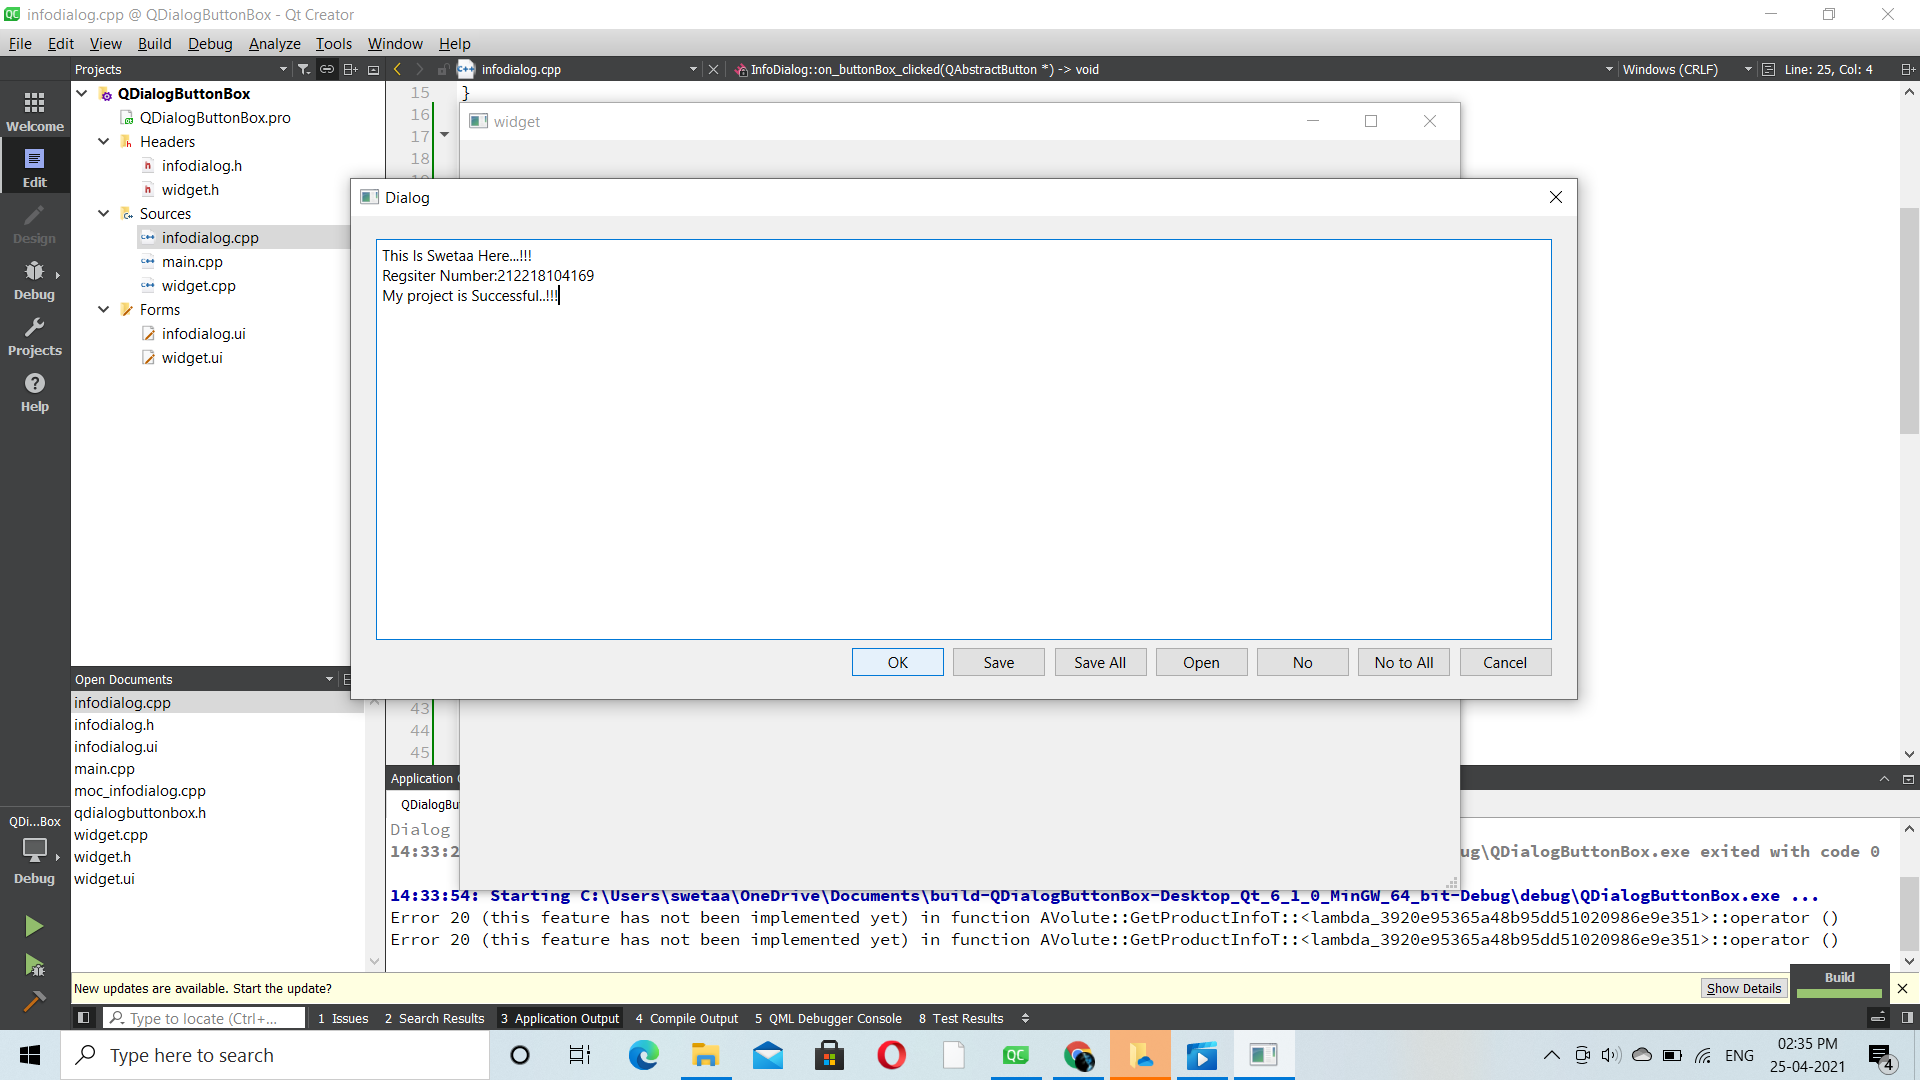 infodialog.cpp @ QDialogButtonBox - Qt Creator
File Edit View Build Debug Analyze Tools Window Help
Projects
infodialog.cpp
InfoDialog::on_buttonBox_clicked(QAbstractButton *) -> void
Windows (CRLF)
Line: 25, Col: 4
Welcome
Edit
Design
Debug
Projects
Help
QDialogButtonBox
QDialogButtonBox.pro
Headers
infodialog.h
widget.h
Sources
infodialog.cpp
main.cpp
widget.cpp
Forms
infodialog.ui
widget.ui
15 }
16
17
18
widget
Dialog
This Is Swetaa Here...!!!
Regsiter Number:212218104169
My project is Successful..!!!
OK Save Save All Open No No to All Cancel
43
44
45
Open Documents
infodialog.cpp
infodialog.h
infodialog.ui
main.cpp
moc_infodialog.cpp
qdialogbuttonbox.h
widget.cpp
widget.h
widget.ui
QDi...Box
Debug
Application
QDialogBu
Dialog
14:33:2 ug\QDialogButtonBox.exe exited with code 0
14:33:54: Starting C:\Users\swetaa\OneDrive\Documents\build-QDialogButtonBox-Desktop_Qt_6_1_0_MinGW_64_bit-Debug\debug\QDialogButtonBox.exe ...
Error 20 (this feature has not been implemented yet) in function AVolute::GetProductInfoT::<lambda_3920e95365a48b95dd51020986e9e351>::operator ()
Error 20 (this feature has not been implemented yet) in function AVolute::GetProductInfoT::<lambda_3920e95365a48b95dd51020986e9e351>::operator ()
New updates are available. Start the update?
Show Details
Build
Type to locate (Ctrl+...
1 Issues 2 Search Results 3 Application Output 4 Compile Output 5 QML Debugger Console 8 Test Results
Type here to search
QC
ENG
02:35 PM
25-04-2021
4